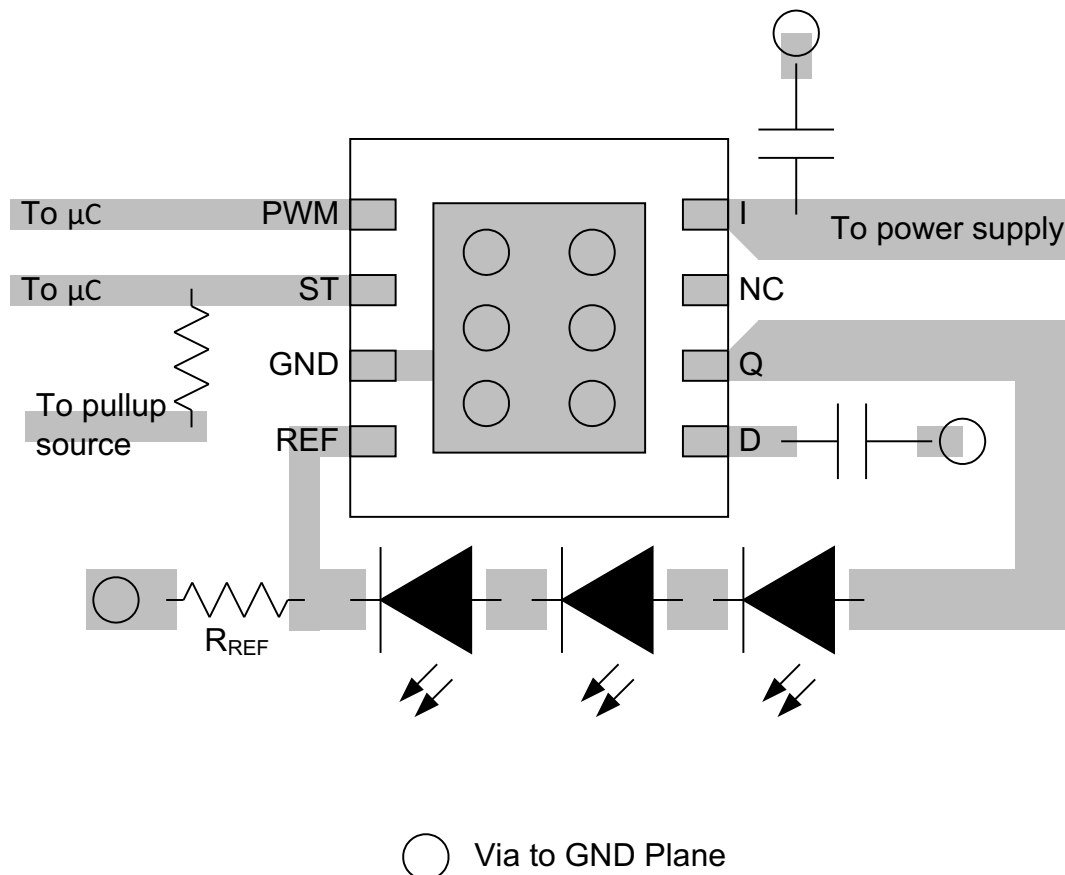 To μC
PWM
I
To power supply
To μC
ST
NC
GND
Q
To pullup
source
REF
D
RREF
Via to GND Plane